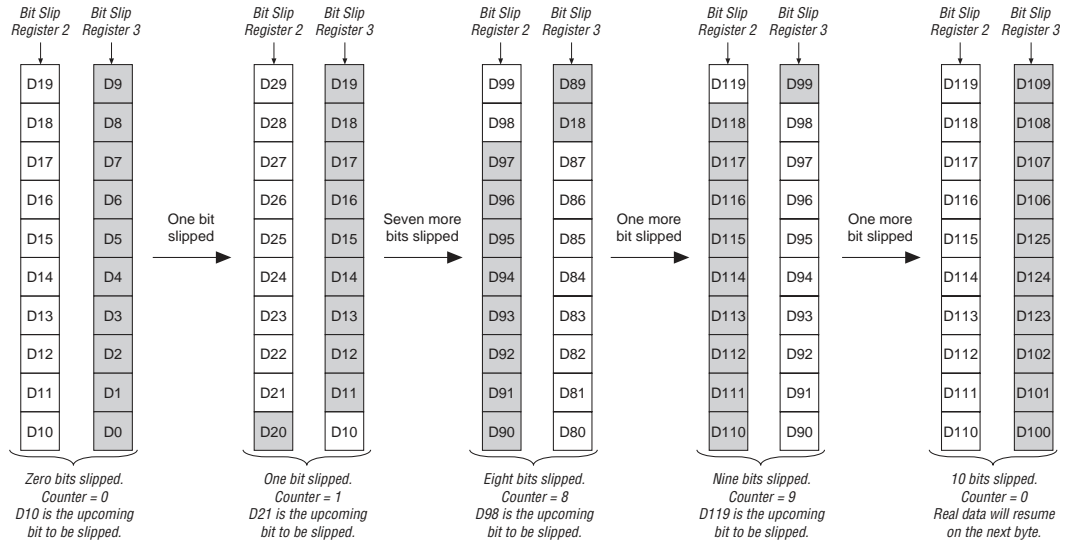 Bit Slip Register 2 Bit Slip Register 3 Bit Slip Register 2 Bit Slip Register 3 Bit Slip Register 2 Bit Slip Register 3 Bit Slip Register 2 Bit Slip Register 3 Bit Slip Register 2 Bit Slip Register 3
D19 D9 D29 D19 D99 D89 D119 D99 D119 D109
D18 D8 D28 D18 D98 D18 D118 D98 D118 D108
D17 D7 D27 D17 D97 D87 D117 D97 D117 D107
D16 D6 D26 D16 D96 D86 D116 D96 D116 D106
D15 D5 D25 D15 D95 D85 D115 D95 D115 D125
D14 D4 D24 D14 D94 D84 D114 D94 D114 D124
D13 D3 D23 D13 D93 D83 D113 D93 D113 D123
D12 D2 D22 D12 D92 D82 D112 D92 D112 D102
D11 D1 D21 D11 D91 D81 D111 D91 D111 D101
D10 D0 D20 D10 D90 D80 D110 D90 D110 D100
One bit
slipped
Seven more
bits slipped
One more
bit slipped
One more
bit slipped
Zero bits slipped.
Counter = 0
D10 is the upcoming
bit to be slipped.
One bit slipped.
Counter = 1
D21 is the upcoming
bit to be slipped.
Eight bits slipped.
Counter = 8
D98 is the upcoming
bit to be slipped.
Nine bits slipped.
Counter = 9
D119 is the upcoming
bit to be slipped.
10 bits slipped.
Counter = 0
Real data will resume
on the next byte.